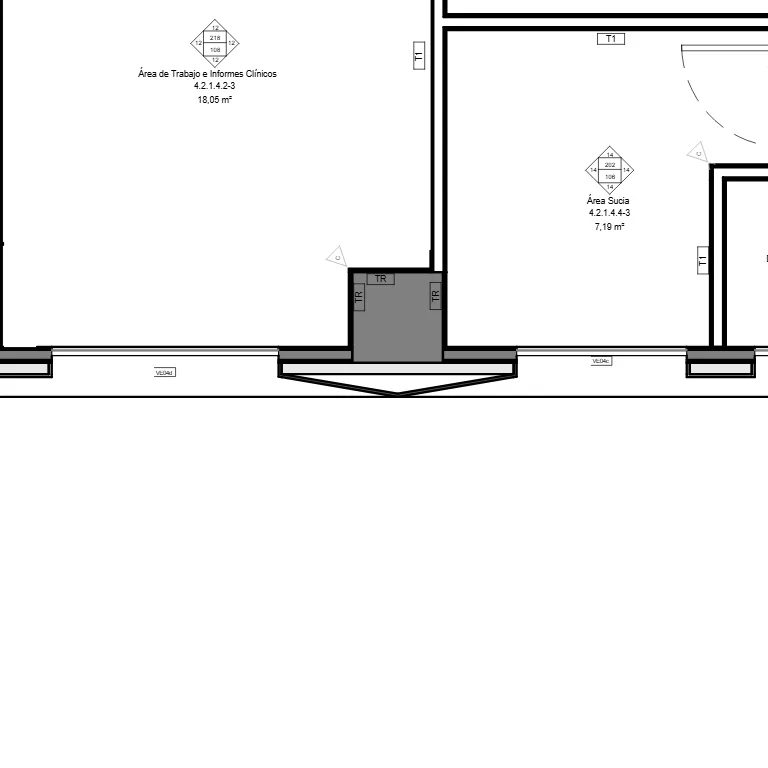 12
218
12 12
108
12
Área de Trabajo e Informes Clínicos
4.2.1.4.2-3
18,05 m²
T1
T1
14
202
14 14
106
14
Área Sucia
4.2.1.4.4-3
7,19 m²
C
T1
C
TR
TR
TR
VE04d
VE04c